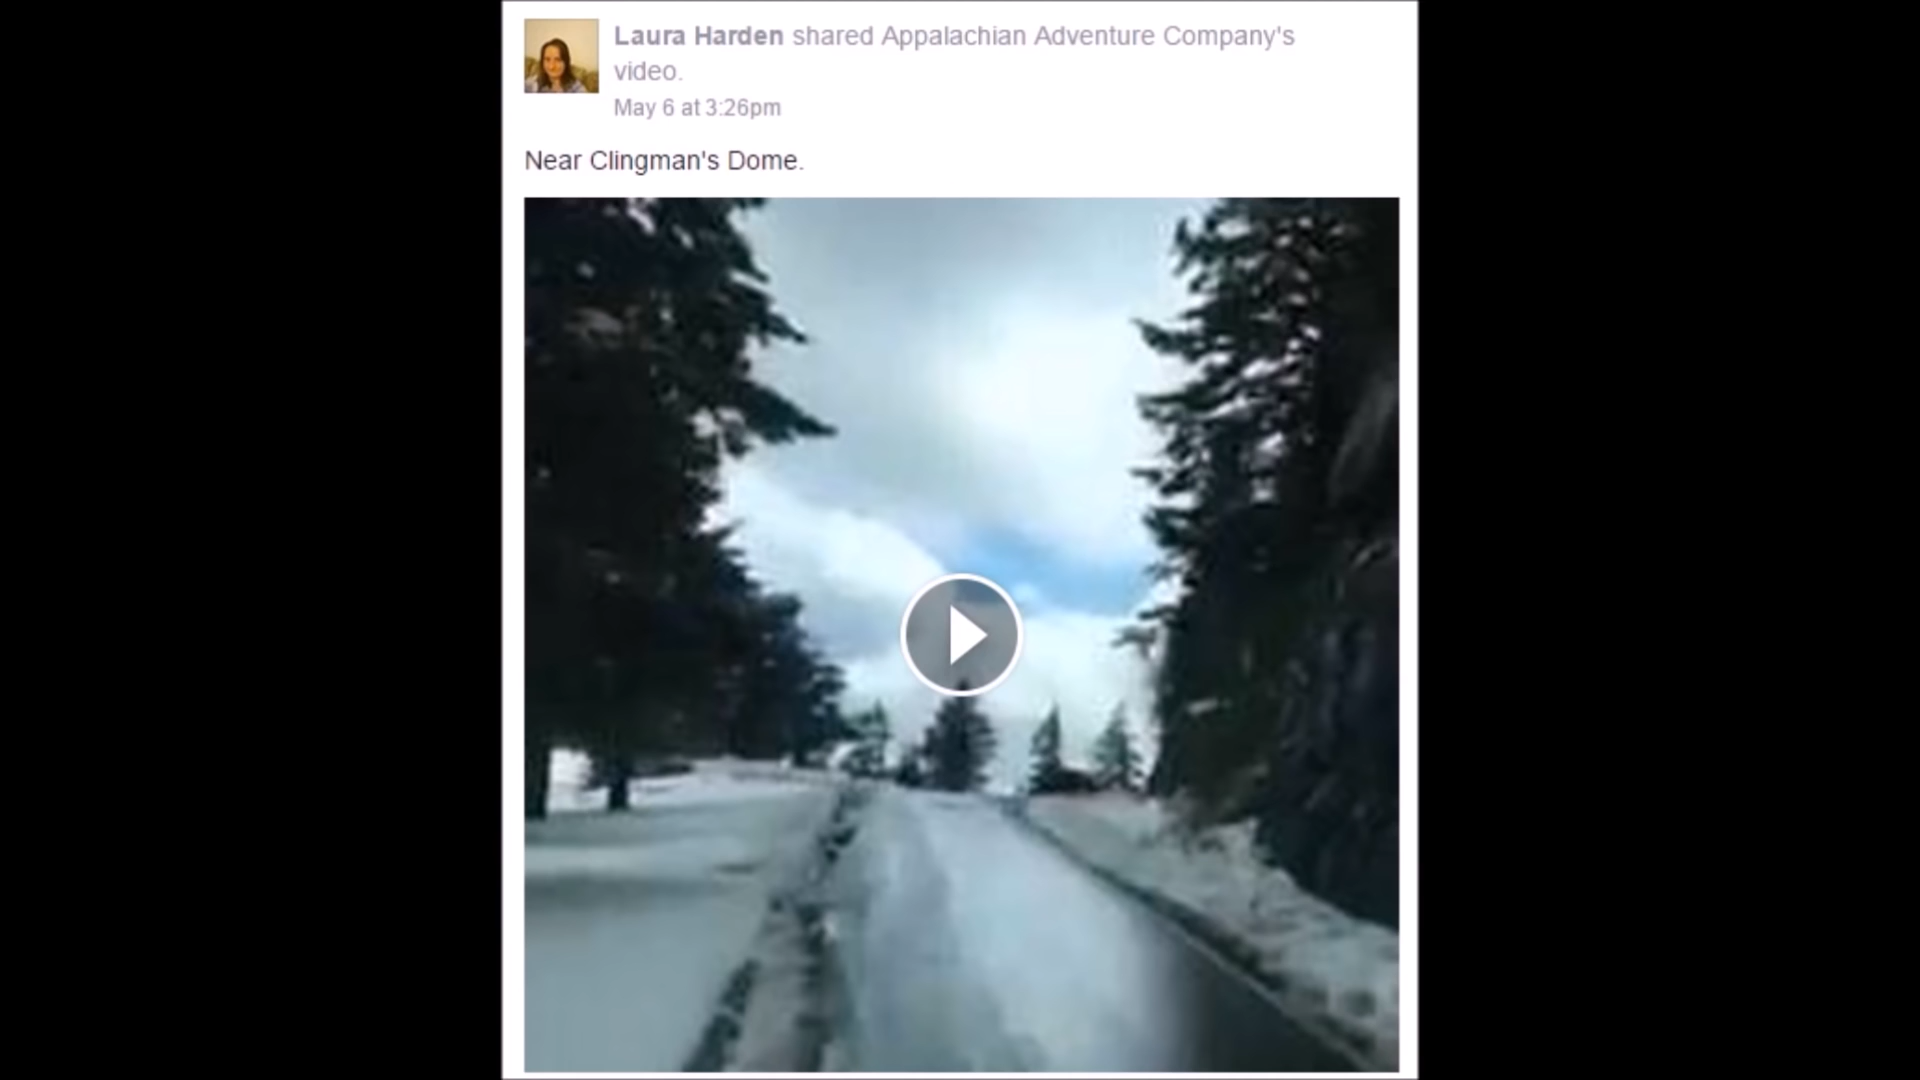 Laura Harden shared Appalachian Adventure Company's
video.
May 6 at 3:26pm
Near Clingman's Dome.